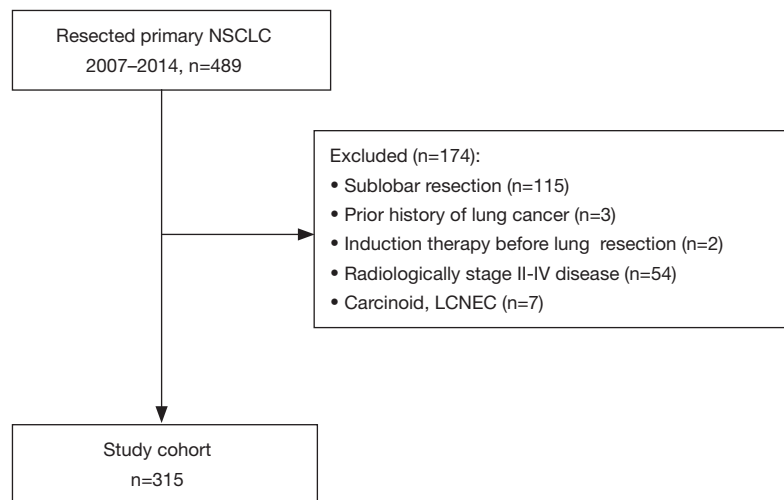 Resected primary NSCLC
2007–2014, n=489
Excluded (n=174):
• Sublobar resection (n=115)
• Prior history of lung cancer (n=3)
• Induction therapy before lung resection (n=2)
• Radiologically stage II-IV disease (n=54)
• Carcinoid, LCNEC (n=7)
Study cohort
n=315